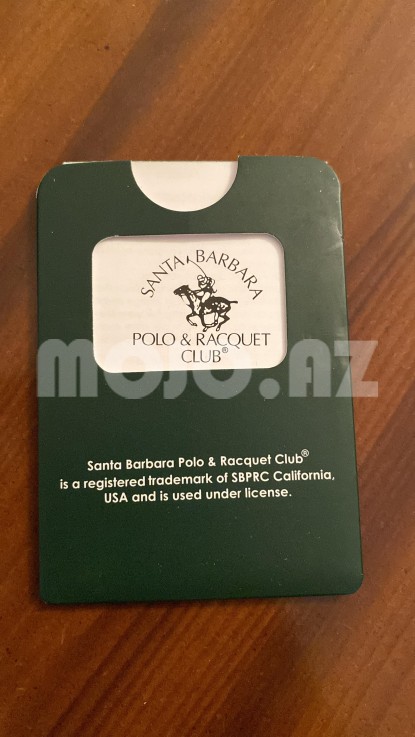 SANTA BARBARA
POLO & RACQUET
CLUB®
MOJO.AZ
Santa Barbara Polo & Racquet Club®
is a registered trademark of SBPRC California,
USA and is used under license.